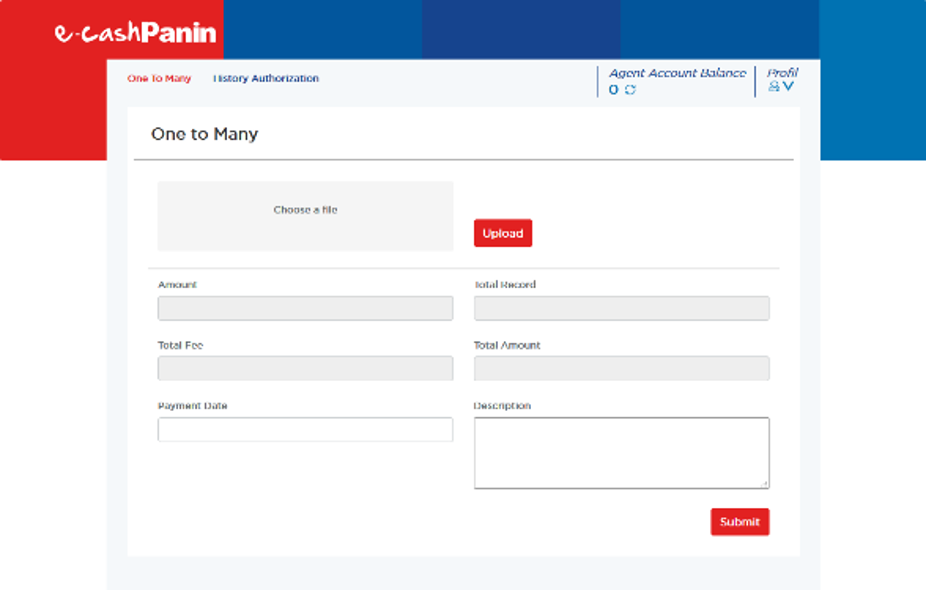 e-cashPanin
One To Many History Authorization Agent Account Balance Profil
0
One to Many
Choose a file
Upload
Amount Total Record
Total Fee Total Amount
Payment Date Description
Submit